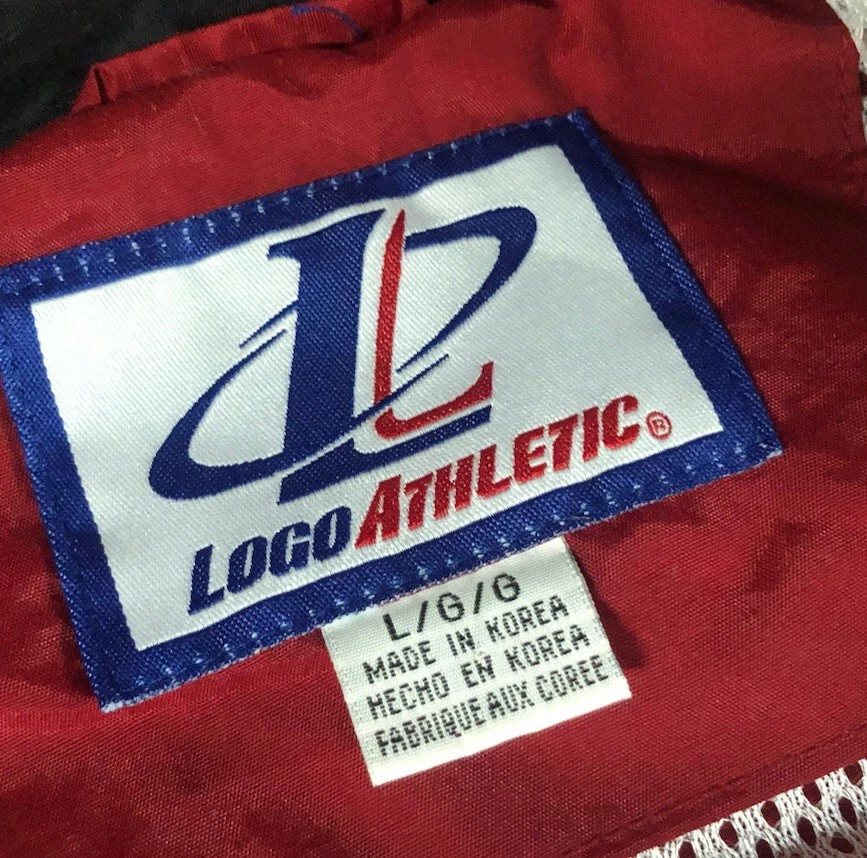 L
LOGO ATHLETIC®
L/G/G
MADE IN KOREA
HECHO EN KOREA
FABRIQUE AUX COREE